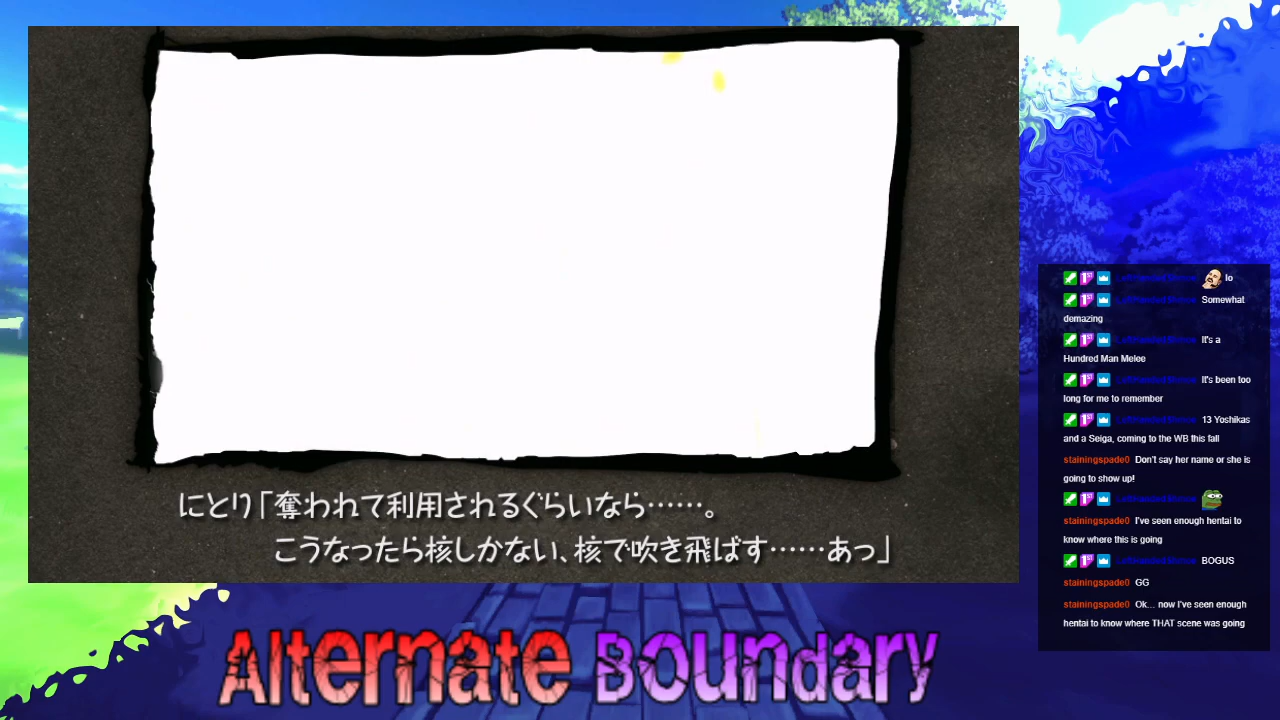 にとり「奪われて利用されるぐらいなら……。
こうなったら核しかない、核で吹き飛ばす……あっ」
lo
Somewhat
demazing
It's a
Hundred Man Melee
It's been too
long for me to remember
13 Yoshikas
and a Seiga, coming to the WB this fall
stainingspade0 Don't say her name or she is
going to show up!
stainingspade0 I've seen enough hentai to
know where this is going
BOGUS
stainingspade0 GG
stainingspade0 Ok... now I've seen enough
hentai to know where THAT scene was going
Alternate Boundary